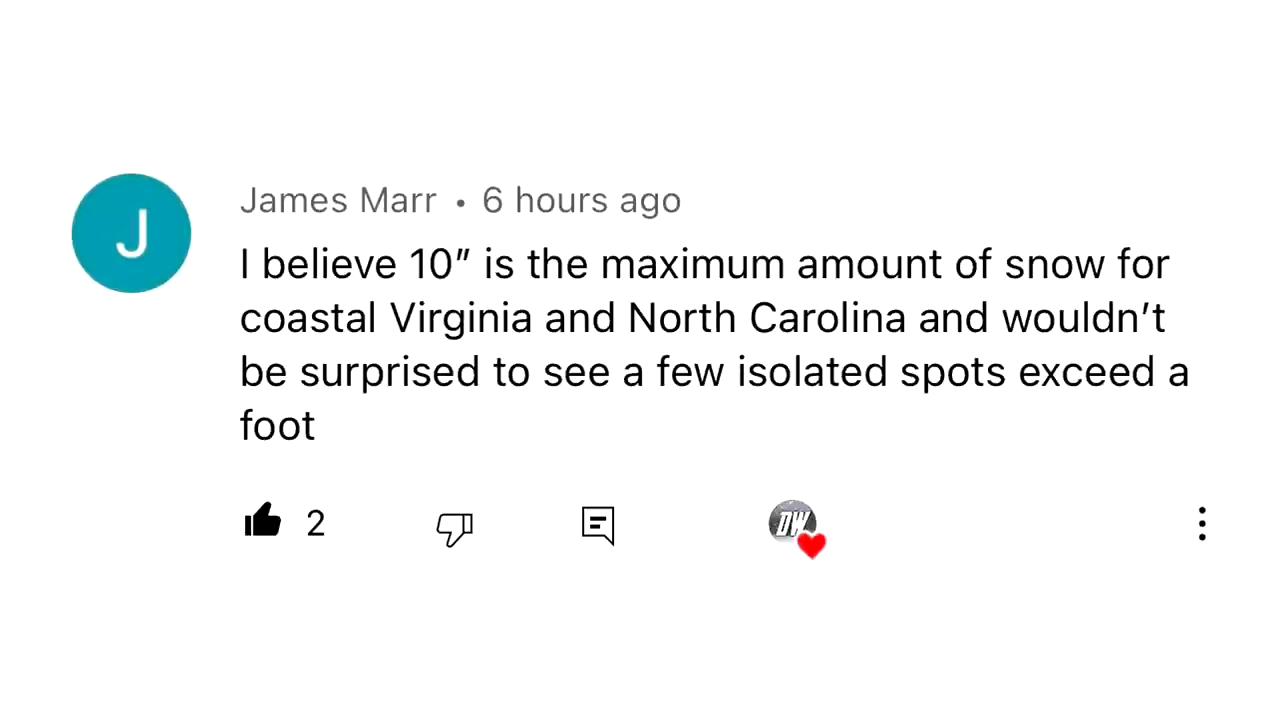 J
James Marr • 6 hours ago
I believe 10” is the maximum amount of snow for
coastal Virginia and North Carolina and wouldn’t
be surprised to see a few isolated spots exceed a
foot
2
DW